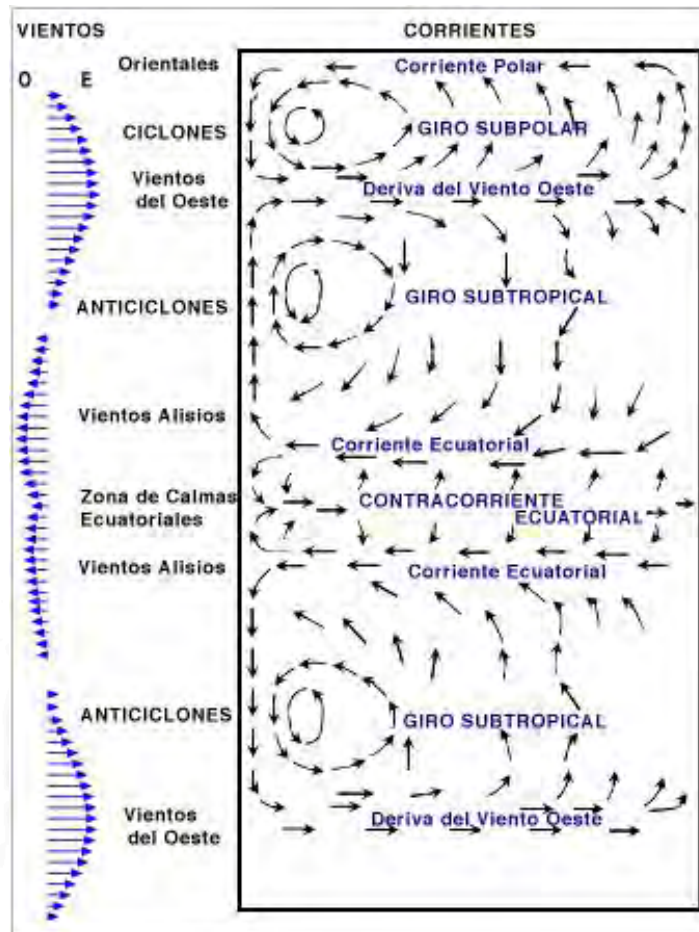 VIENTOS
CORRIENTES
O E
Orientales
Corriente Polar
CICLONES
GIRO SUBPOLAR
Vientos
del Oeste
Deriva del Viento Oeste
ANTICICLONES
GIRO SUBTROPICAL
Vientos Alisios
Corriente Ecuatorial
Zona de Calmas
Ecuatoriales
CONTRACORRIENTE
ECUATORIAL
Vientos Alisios
Corriente Ecuatorial
ANTICICLONES
GIRO SUBTROPICAL
Vientos
del Oeste
Deriva del Viento Oeste